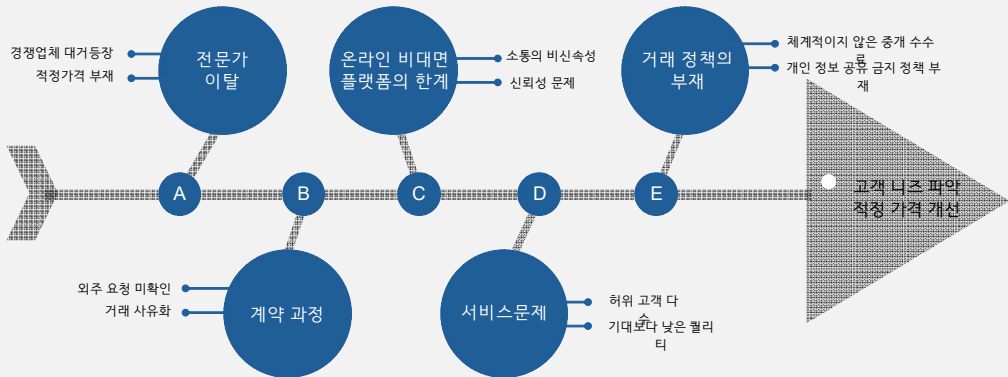 경쟁업체 대거등장
적정가격 부재
전문가
이탈
온라인 비대면
플랫폼의 한계
소통의 비신속성
신뢰성 문제
거래 정책의
부재
체계적이지 않은 중개 수수
료
개인 정보 공유 금지 정책 부
재
A
B
C
D
E
고객 니즈 파악
적정 가격 개선
외주 요청 미확인
거래 사유화
계약 과정
서비스문제
허위 고객 다
수
기대보다 낮은 퀄리
티